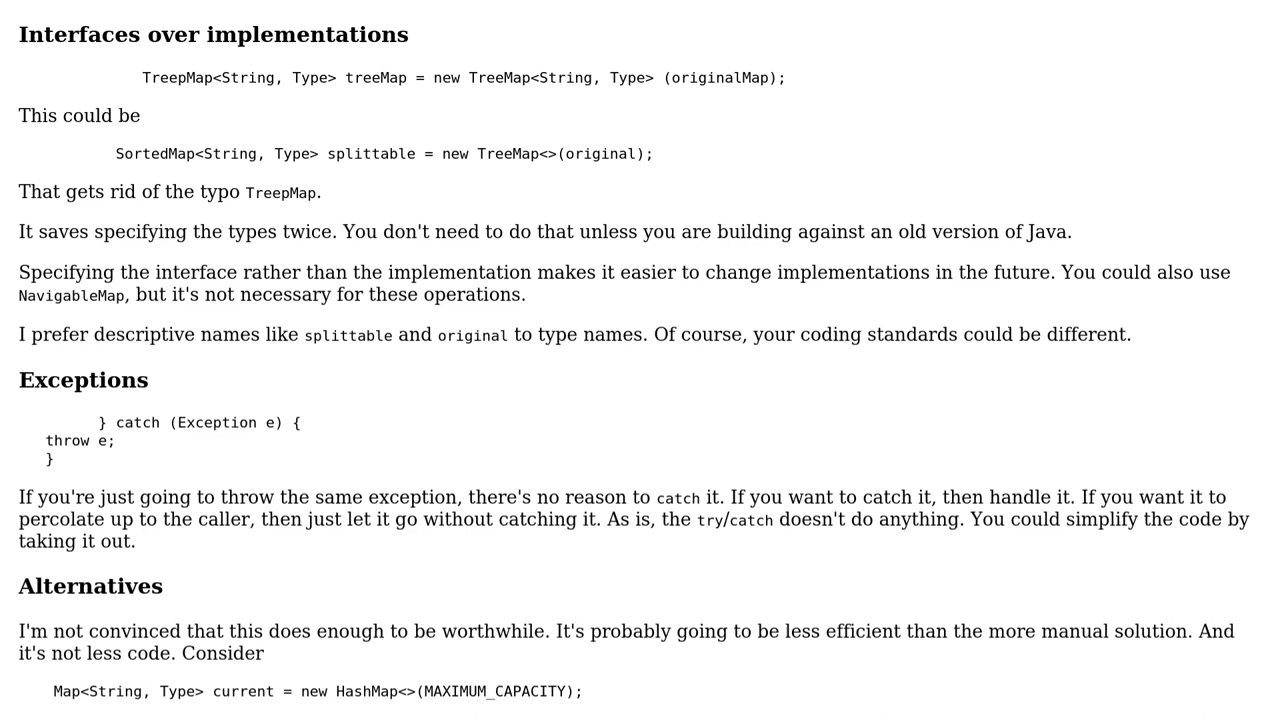 Interfaces over implementations
TreepMap<String, Type> treeMap = new TreeMap<String, Type> (originalMap);
This could be
SortedMap<String, Type> splittable = new TreeMap<>(original);
That gets rid of the typo TreepMap.
It saves specifying the types twice. You don't need to do that unless you are building against an old version of Java.
Specifying the interface rather than the implementation makes it easier to change implementations in the future. You could also use
NavigableMap, but it's not necessary for these operations.
I prefer descriptive names like splittable and original to type names. Of course, your coding standards could be different.
Exceptions
} catch (Exception e) {
throw e;
}
If you're just going to throw the same exception, there's no reason to catch it. If you want to catch it, then handle it. If you want it to
percolate up to the caller, then just let it go without catching it. As is, the try/catch doesn't do anything. You could simplify the code by
taking it out.
Alternatives
I'm not convinced that this does enough to be worthwhile. It's probably going to be less efficient than the more manual solution. And
it's not less code. Consider
Map<String, Type> current = new HashMap<>(MAXIMUM_CAPACITY);